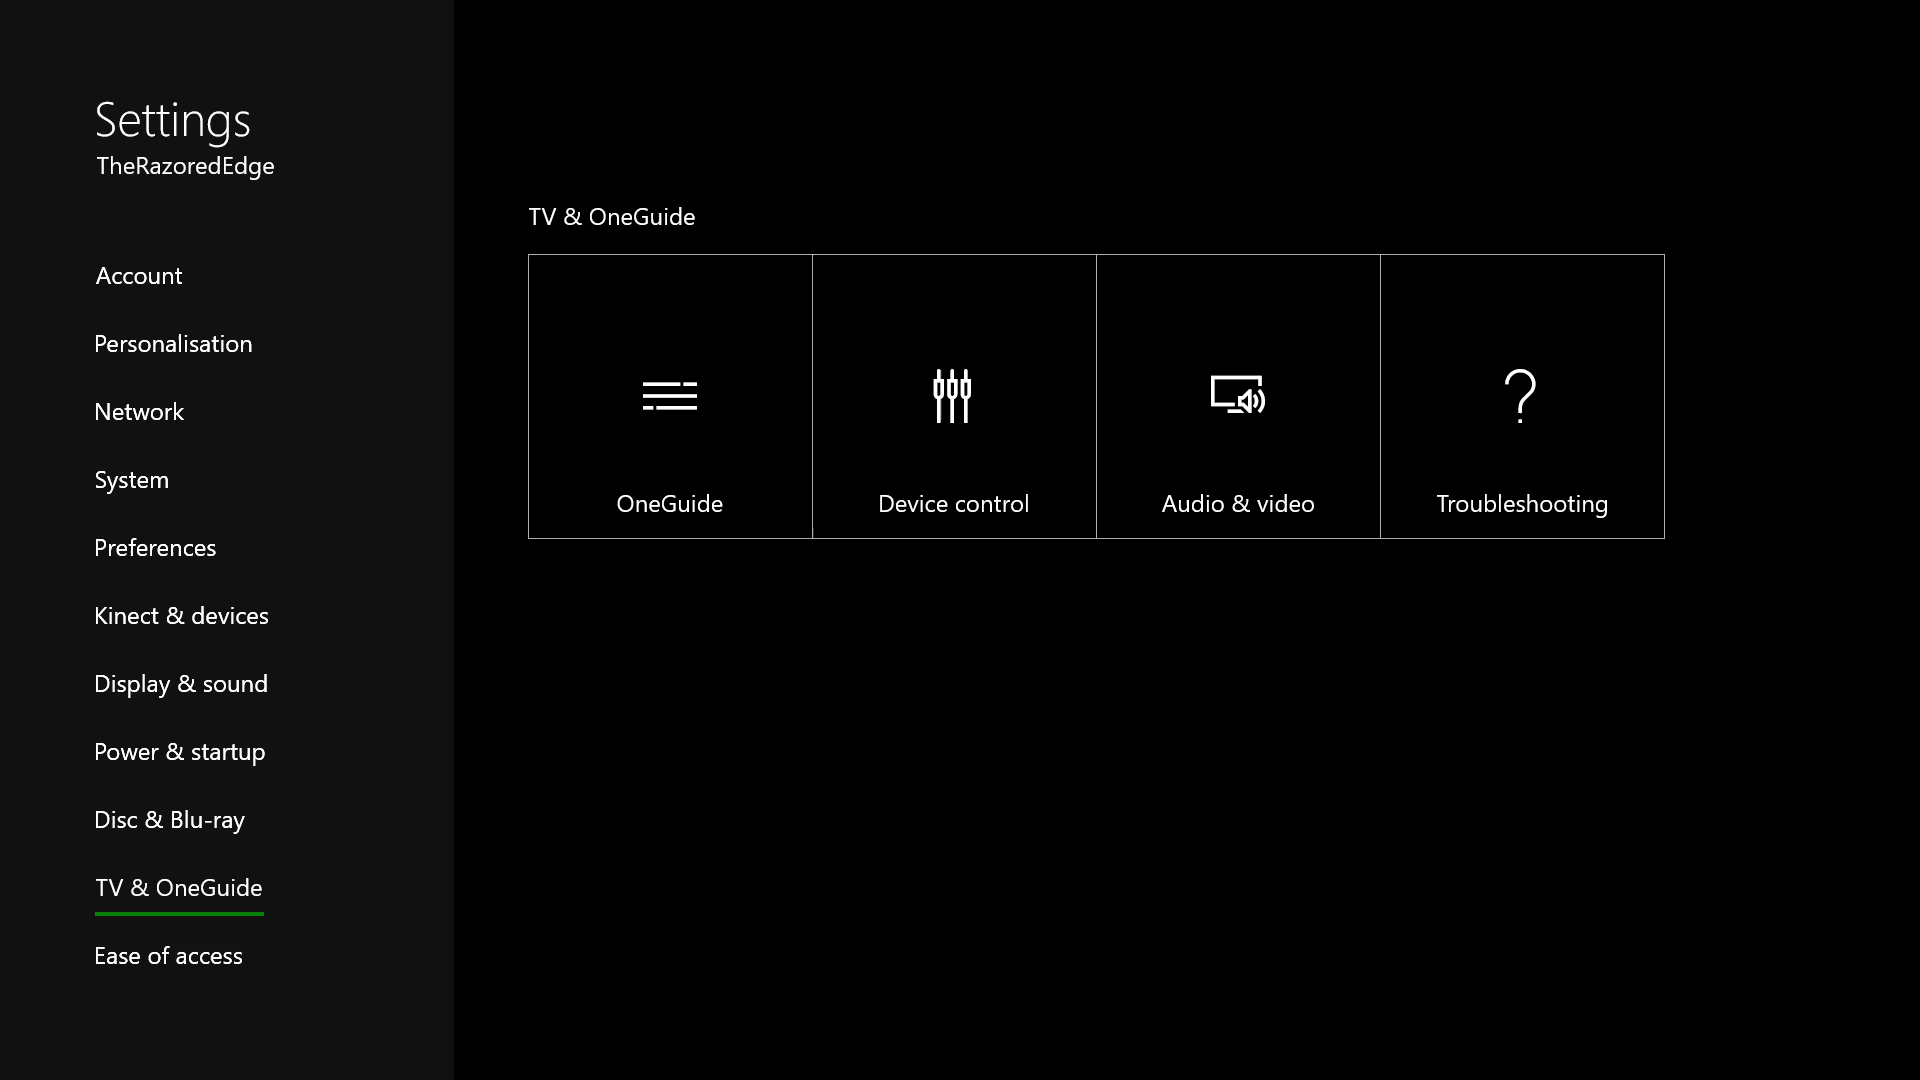 Settings
TheRazoredEdge
Account
Personalisation
Network
System
Preferences
Kinect & devices
Display & sound
Power & startup
Disc & Blu-ray
TV & OneGuide
Ease of access
TV & OneGuide
OneGuide
Device control
Audio & video
Troubleshooting